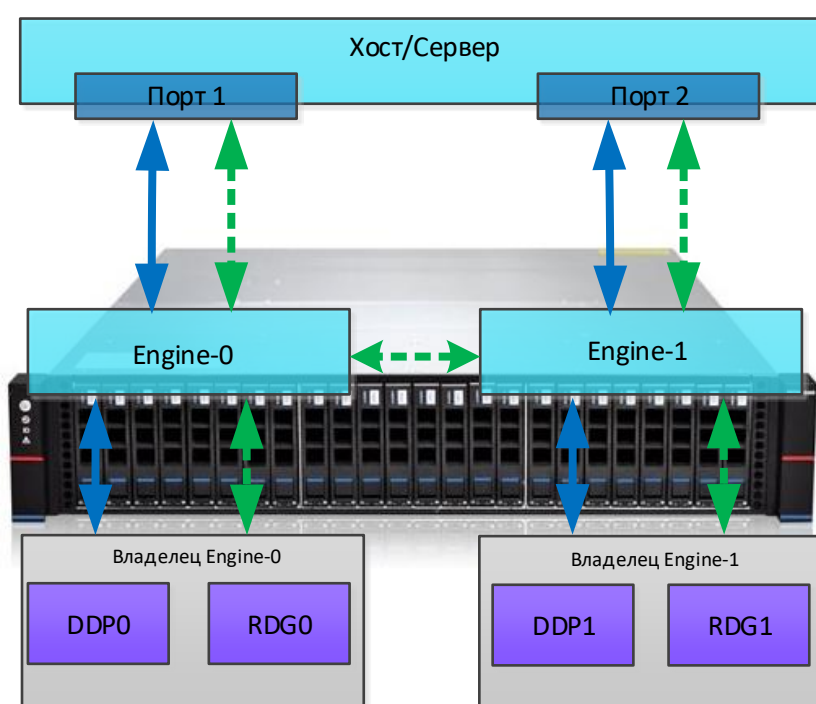 Хост/Сервер
Порт 1
Порт 2
Engine-0
Engine-1
Владелец Engine-0
Владелец Engine-1
DDP0
RDG0
DDP1
RDG1